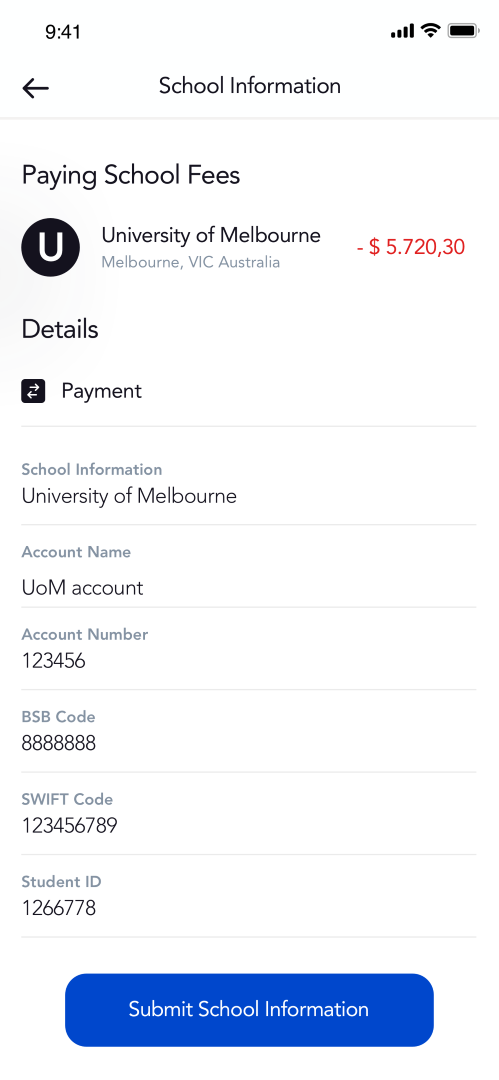 9:41
School Information
Paying School Fees
U
University of Melbourne
- $ 5.720,30
Melbourne, VIC Australia
Details
Payment
School Information
University of Melbourne
Account Name
UoM account
Account Number
123456
BSB Code
8888888
SWIFT Code
123456789
Student ID
1266778
Submit School Information